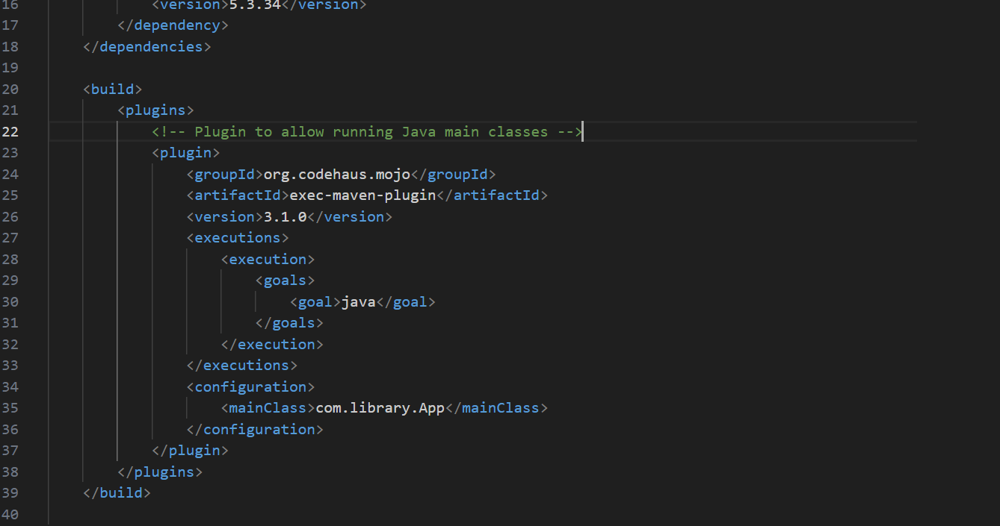 16 <version>5.3.34</version>
17 </dependency>
18 </dependencies>
19
20 <build>
21 <plugins>
22 <!-- Plugin to allow running Java main classes -->
23 <plugin>
24 <groupId>org.codehaus.mojo</groupId>
25 <artifactId>exec-maven-plugin</artifactId>
26 <version>3.1.0</version>
27 <executions>
28 <execution>
29 <goals>
30 <goal>java</goal>
31 </goals>
32 </execution>
33 </executions>
34 <configuration>
35 <mainClass>com.library.App</mainClass>
36 </configuration>
37 </plugin>
38 </plugins>
39 </build>
40